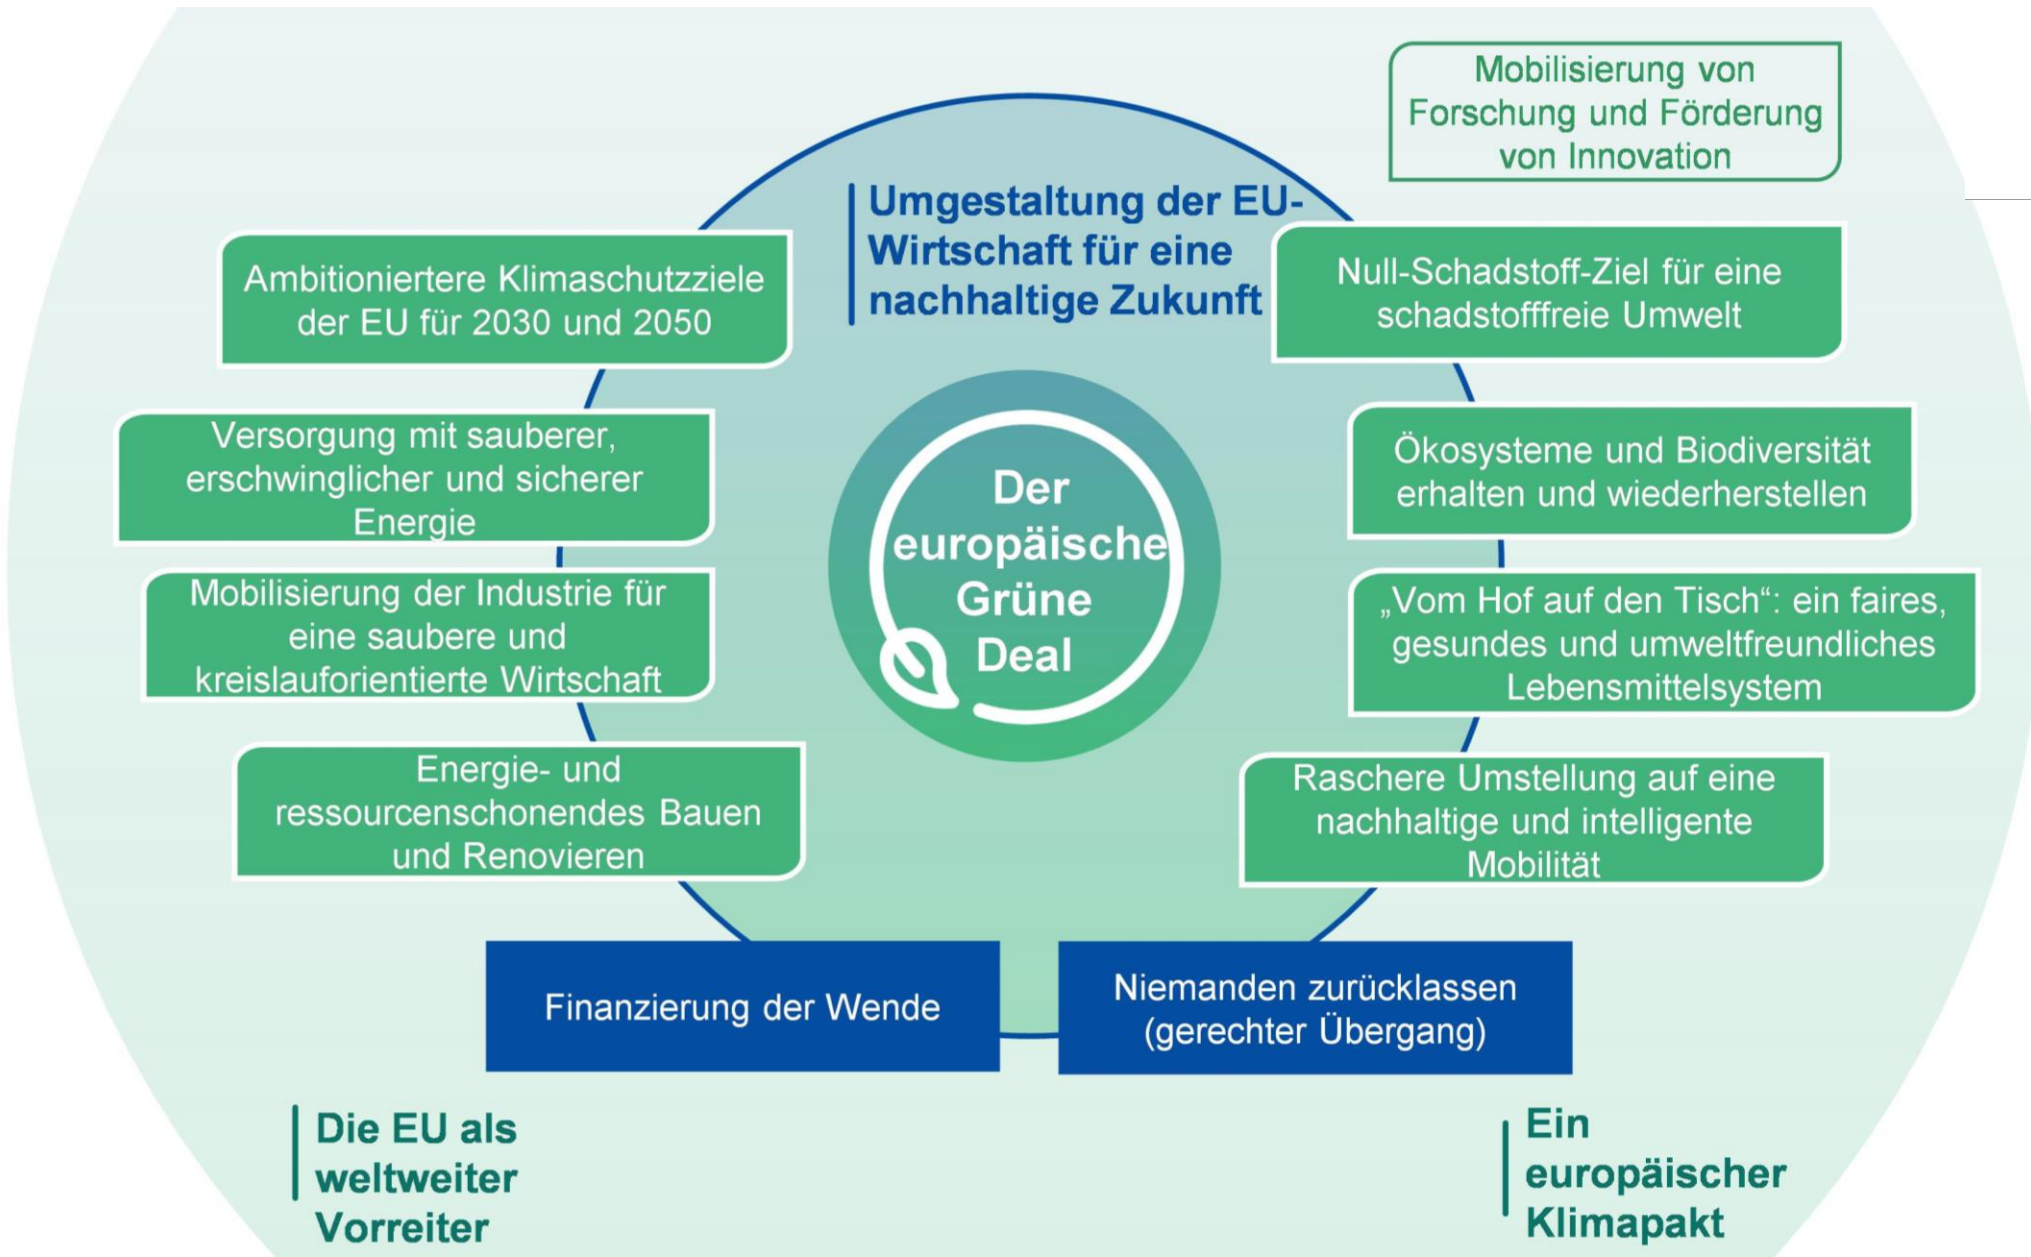 Mobilisierung von
Forschung und Förderung
von Innovation
Umgestaltung der EU-
Wirtschaft für eine
nachhaltige Zukunft
Ambitioniertere Klimaschutzziele
der EU für 2030 und 2050
Versorgung mit sauberer,
erschwinglicher und sicherer
Energie
Mobilisierung der Industrie für
eine saubere und
kreislauforientierte Wirtschaft
Energie- und
ressourcenschonendes Bauen
und Renovieren
Der
europäische
Grüne
Deal
Null-Schadstoff-Ziel für eine
schadstofffreie Umwelt
Ökosysteme und Biodiversität
erhalten und wiederherstellen
„Vom Hof auf den Tisch“: ein faires,
gesundes und umweltfreundliches
Lebensmittelsystem
Raschere Umstellung auf eine
nachhaltige und intelligente
Mobilität
Finanzierung der Wende
Niemanden zurücklassen
(gerechter Übergang)
Die EU als
weltweiter
Vorreiter
Ein
europäischer
Klimapakt